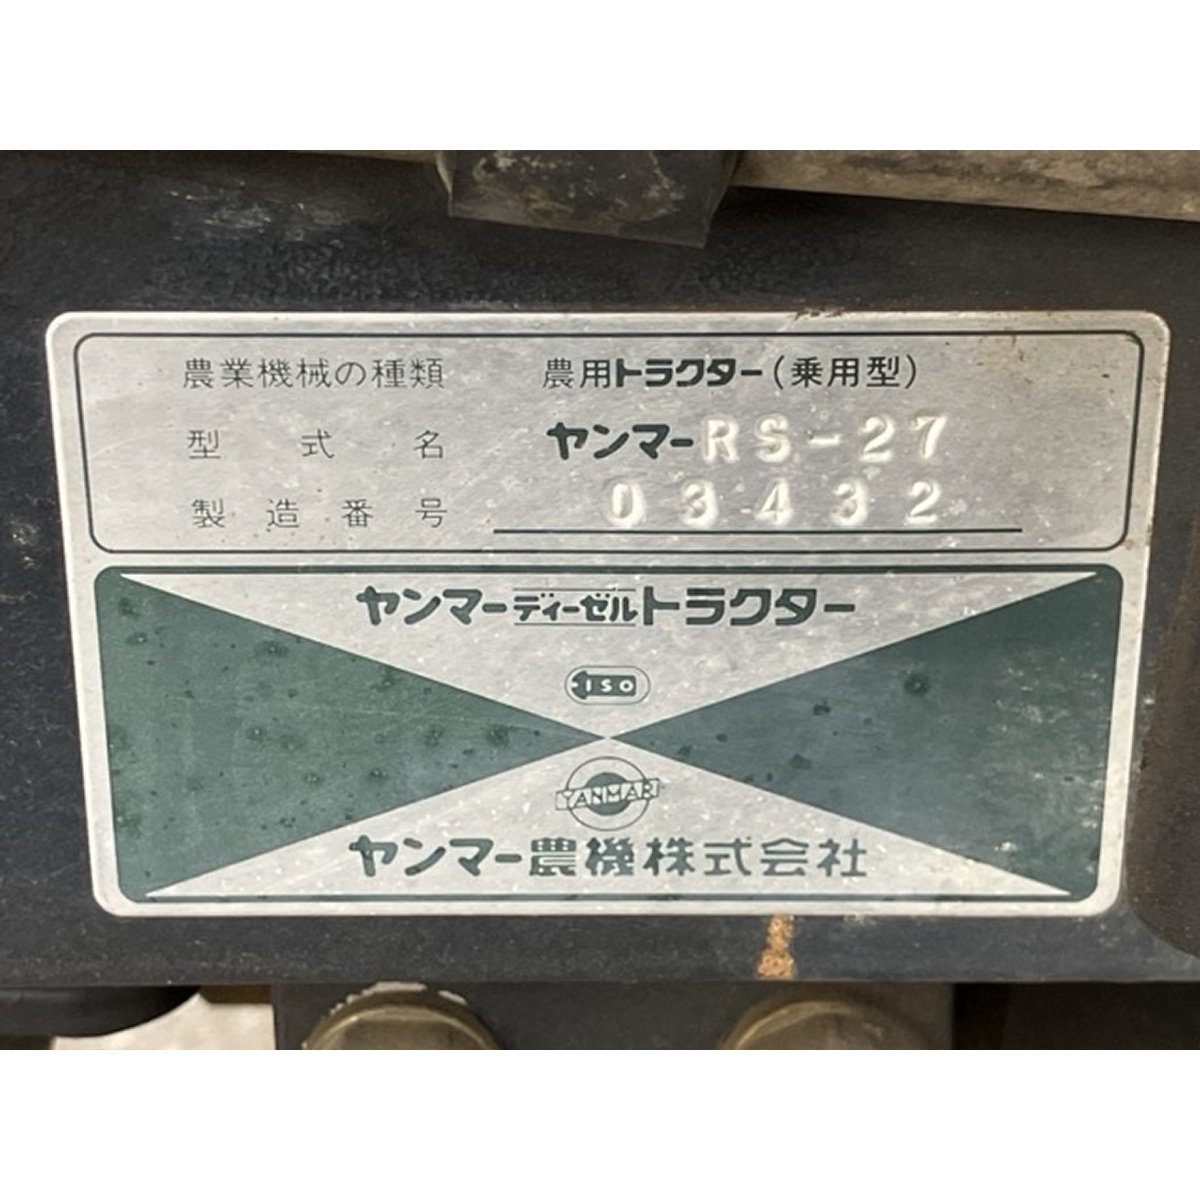 農業機械の種類 農用トラクター(乗用型)
型式名 ヤンマーRS-27
製造番号 03432
ヤンマーディーゼルトラクター
ISO
YANMAR
ヤンマー農機株式会社